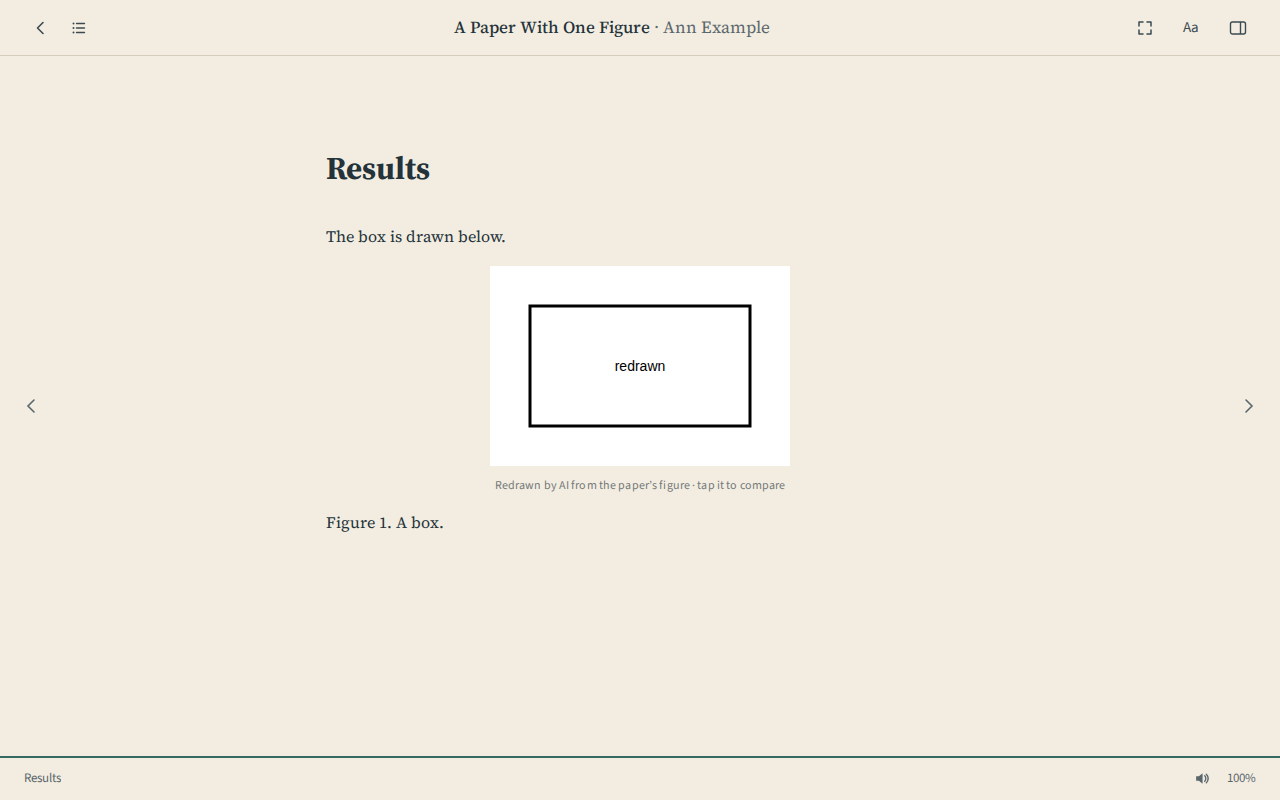 A Paper With One Figure · Ann Example
Aa
Results
The box is drawn below.
redrawn
Redrawn by AI from the paper's figure · tap it to compare
Figure 1. A box.
Results
100%